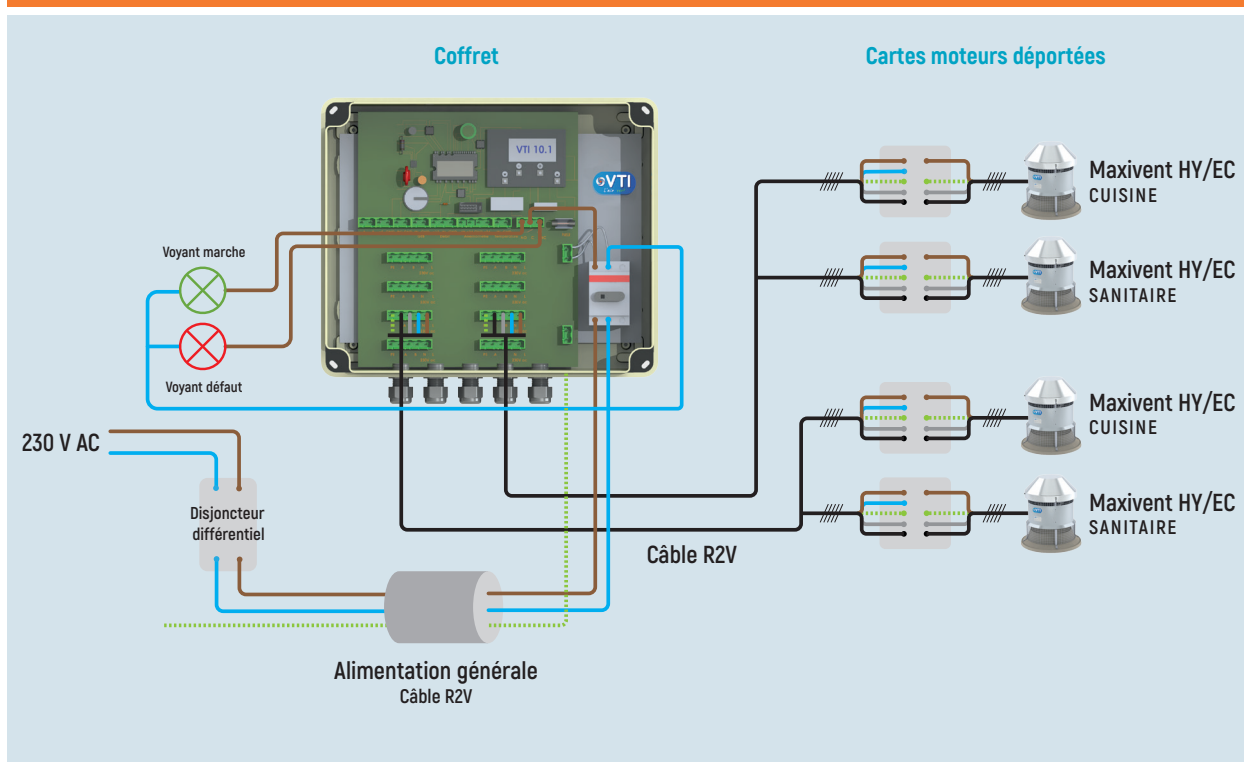 Coffret
Cartes moteurs déportées
VTI 10.1
VTI
Voyant marche
Voyant défaut
Maxivent HY/EC
CUISINE
Maxivent HY/EC
SANITAIRE
Maxivent HY/EC
CUISINE
Maxivent HY/EC
SANITAIRE
230 V AC
Disjoncteur
différentiel
Câble R2V
Alimentation générale
Câble R2V